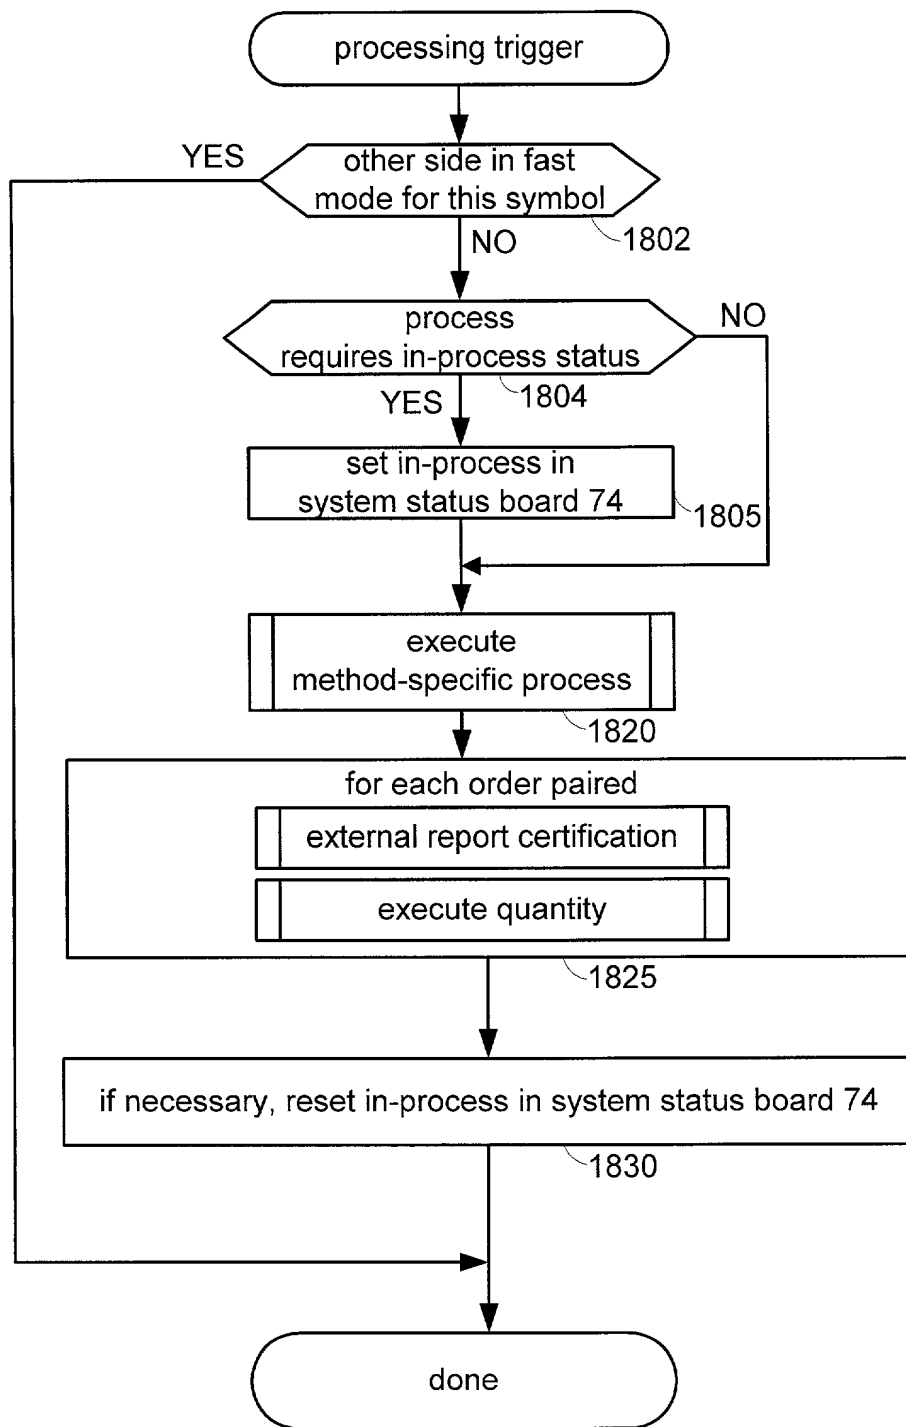 processing trigger
YES
other side in fast
mode for this symbol
1802
NO
process
requires in-process status
NO
1804
YES
set in-process in
system status board 74
1805
execute
method-specific process
1820
for each order paired
external report certification
execute quantity
1825
if necessary, reset in-process in system status board 74
1830
done